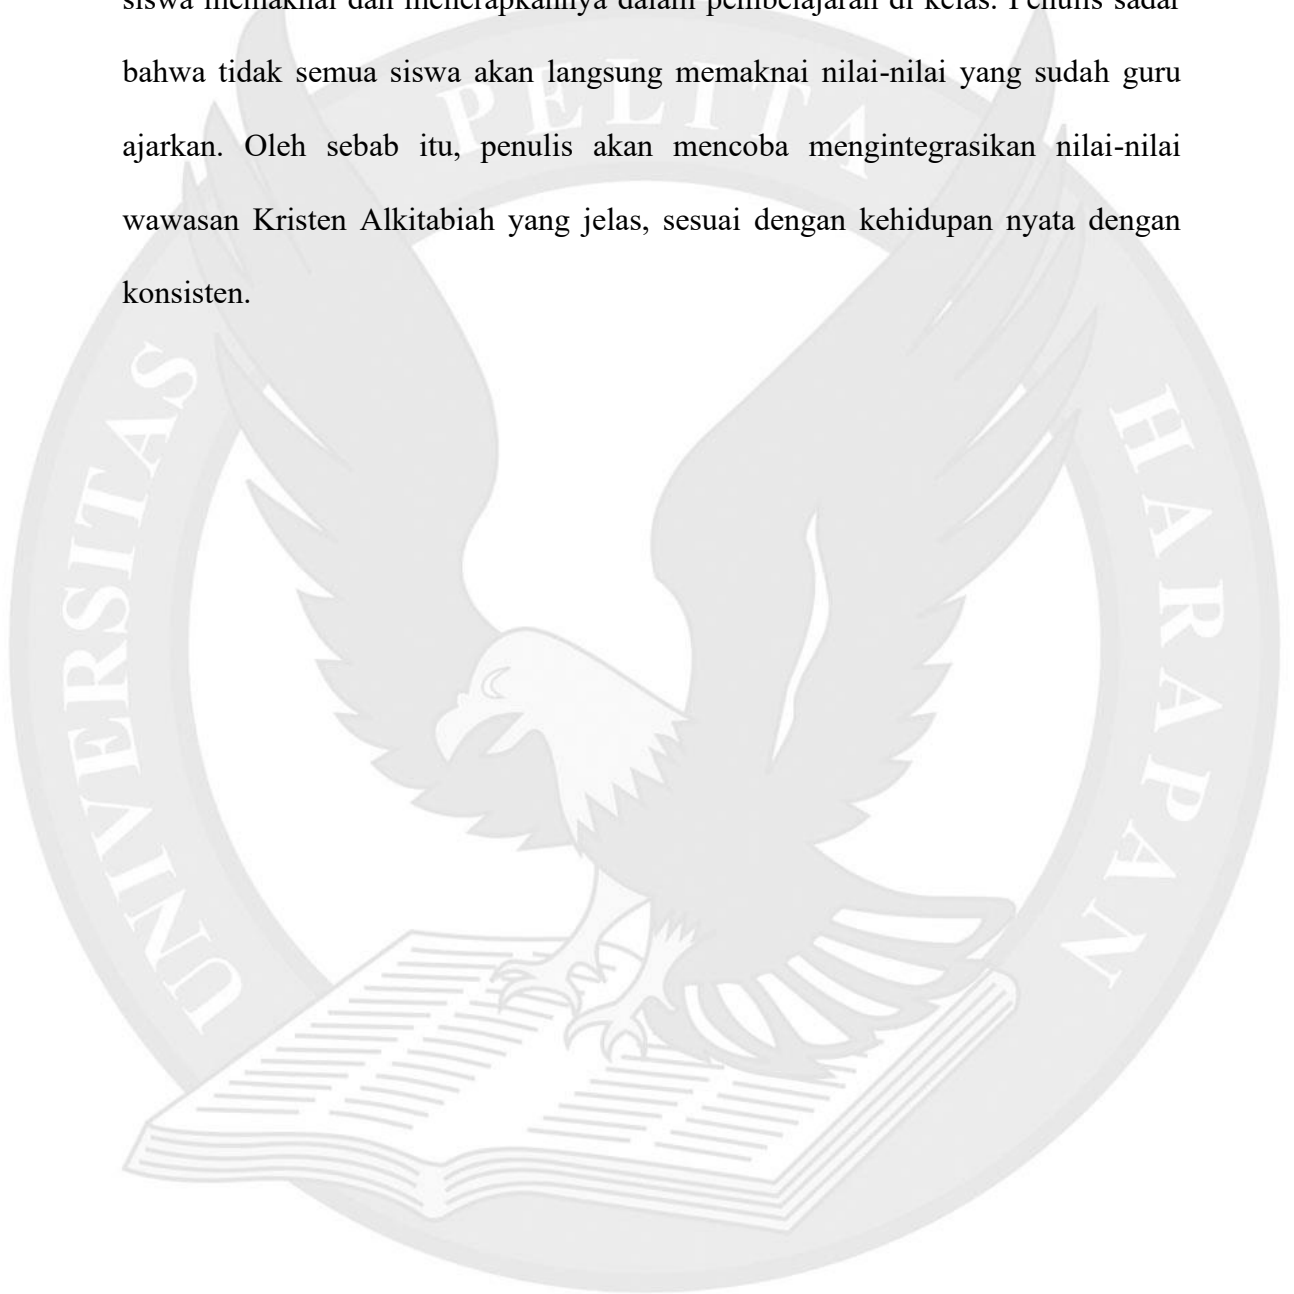 siswa memaknai dan menerapkannya dalam pembelajaran di kelas. Penulis sadar
bahwa tidak semua siswa akan langsung memaknai nilai-nilai yang sudah guru
ajarkan. Oleh sebab itu, penulis akan mencoba mengintegrasikan nilai-nilai
wawasan Kristen Alkitabiah yang jelas, sesuai dengan kehidupan nyata dengan
konsisten.
UNIVERSITAS
PELITA
HARAPAN